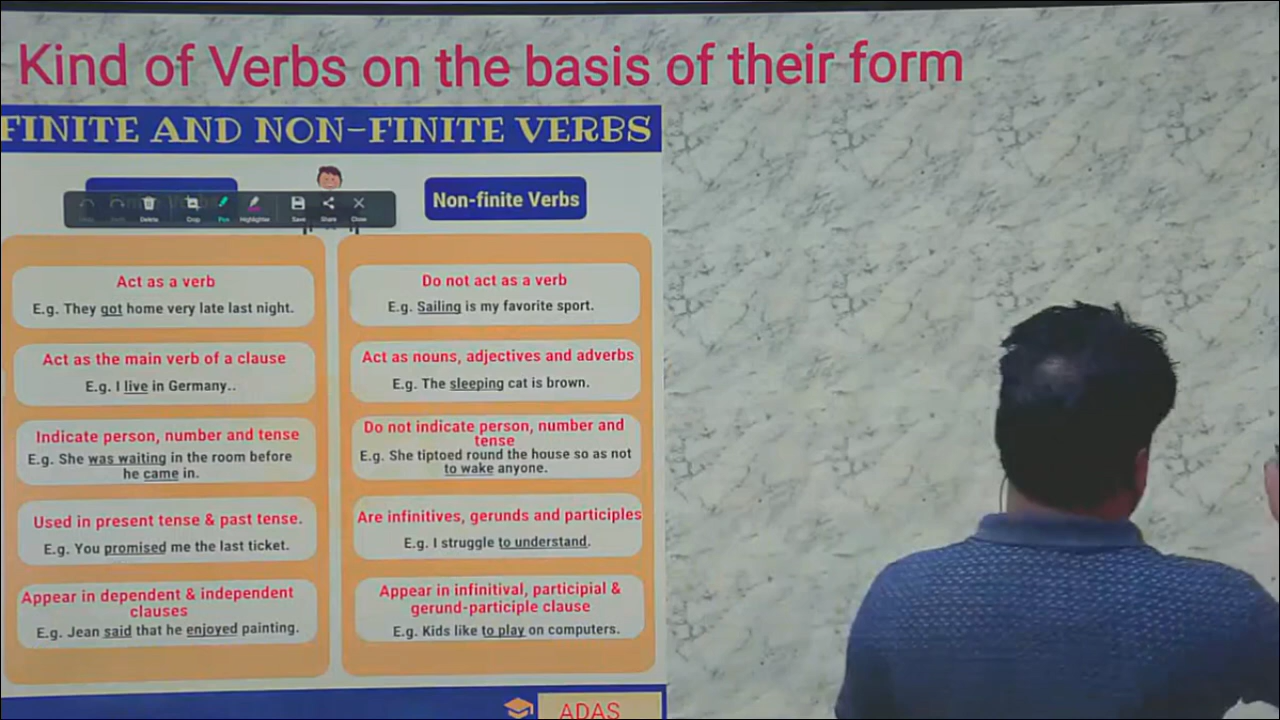 Kind of Verbs on the basis of their form
FINITE AND NON-FINITE VERBS
Delete
Crop
Pen
Highlighter
Save
Share
Close
Non-finite Verbs
Act as a verb
E.g. They got home very late last night.
Act as the main verb of a clause
E.g. I live in Germany..
Indicate person, number and tense
E.g. She was waiting in the room before
he came in.
Used in present tense & past tense.
E.g. You promised me the last ticket.
Appear in dependent & independent
clauses
E.g. Jean said that he enjoyed painting.
Do not act as a verb
E.g. Sailing is my favorite sport.
Act as nouns, adjectives and adverbs
E.g. The sleeping cat is brown.
Do not indicate person, number and
tense
E.g. She tiptoed round the house so as not
to wake anyone.
Are infinitives, gerunds and participles
E.g. I struggle to understand.
Appear in infinitival, participial &
gerund-participle clause
E.g. Kids like to play on computers.
ADAS